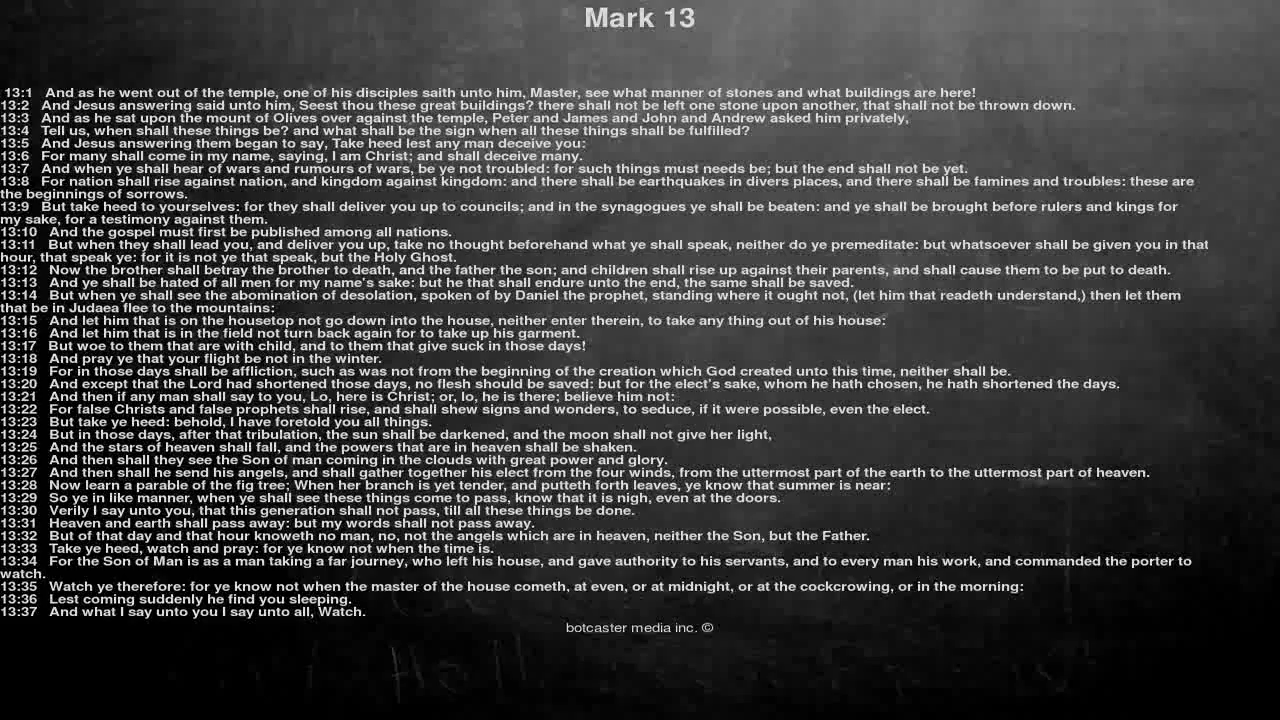 Mark 13
13:1 And as he went out of the temple, one of his disciples saith unto him, Master, see what manner of stones and what buildings are here!
13:2 And Jesus answering said unto him, Seest thou these great buildings? there shall not be left one stone upon another, that shall not be thrown down.
13:3 And as he sat upon the mount of Olives over against the temple, Peter and James and John and Andrew asked him privately,
13:4 Tell us, when shall these things be? and what shall be the sign when all these things shall be fulfilled?
13:5 And Jesus answering them began to say, Take heed lest any man deceive you:
13:6 For many shall come in my name, saying, I am Christ; and shall deceive many.
13:7 And when ye shall hear of wars and rumours of wars, be ye not troubled: for such things must needs be; but the end shall not be yet.
13:8 For nation shall rise against nation, and kingdom against kingdom: and there shall be earthquakes in divers places, and there shall be famines and troubles: these are
the beginnings of sorrows.
13:9 But take heed to yourselves: for they shall deliver you up to councils; and in the synagogues ye shall be beaten: and ye shall be brought before rulers and kings for
my sake, for a testimony against them.
13:10 And the gospel must first be published among all nations.
13:11 But when they shall lead you, and deliver you up, take no thought beforehand what ye shall speak, neither do ye premeditate: but whatsoever shall be given you in that
hour, that speak ye: for it is not ye that speak, but the Holy Ghost.
13:12 Now the brother shall betray the brother to death, and the father the son; and children shall rise up against their parents, and shall cause them to be put to death.
13:13 And ye shall be hated of all men for my name's sake: but he that shall endure unto the end, the same shall be saved.
13:14 But when ye shall see the abomination of desolation, spoken of by Daniel the prophet, standing where it ought not, (let him that readeth understand,) then let them
that be in Judaea flee to the mountains:
13:15 And let him that is on the housetop not go down into the house, neither enter therein, to take any thing out of his house:
13:16 And let him that is in the field not turn back again for to take up his garment.
13:17 But woe to them that are with child, and to them that give suck in those days!
13:18 And pray ye that your flight be not in the winter.
13:19 For in those days shall be affliction, such as was not from the beginning of the creation which God created unto this time, neither shall be.
13:20 And except that the Lord had shortened those days, no flesh should be saved: but for the elect's sake, whom he hath chosen, he hath shortened the days.
13:21 And then if any man shall say to you, Lo, here is Christ; or, lo, he is there; believe him not:
13:22 For false Christs and false prophets shall rise, and shall shew signs and wonders, to seduce, if it were possible, even the elect.
13:23 But take ye heed: behold, I have foretold you all things.
13:24 But in those days, after that tribulation, the sun shall be darkened, and the moon shall not give her light,
13:25 And the stars of heaven shall fall, and the powers that are in heaven shall be shaken.
13:26 And then shall they see the Son of man coming in the clouds with great power and glory.
13:27 And then shall he send his angels, and shall gather together his elect from the four winds, from the uttermost part of the earth to the uttermost part of heaven.
13:28 Now learn a parable of the fig tree; When her branch is yet tender, and putteth forth leaves, ye know that summer is near:
13:29 So ye in like manner, when ye shall see these things come to pass, know that it is nigh, even at the doors.
13:30 Verily I say unto you, that this generation shall not pass, till all these things be done.
13:31 Heaven and earth shall pass away: but my words shall not pass away.
13:32 But of that day and that hour knoweth no man, no, not the angels which are in heaven, neither the Son, but the Father.
13:33 Take ye heed, watch and pray: for ye know not when the time is.
13:34 For the Son of Man is as a man taking a far journey, who left his house, and gave authority to his servants, and to every man his work, and commanded the porter to
watch.
13:35 Watch ye therefore: for ye know not when the master of the house cometh, at even, or at midnight, or at the cockcrowing, or in the morning:
13:36 Lest coming suddenly he find you sleeping.
13:37 And what I say unto you I say unto all, Watch.
botcaster media inc. ©